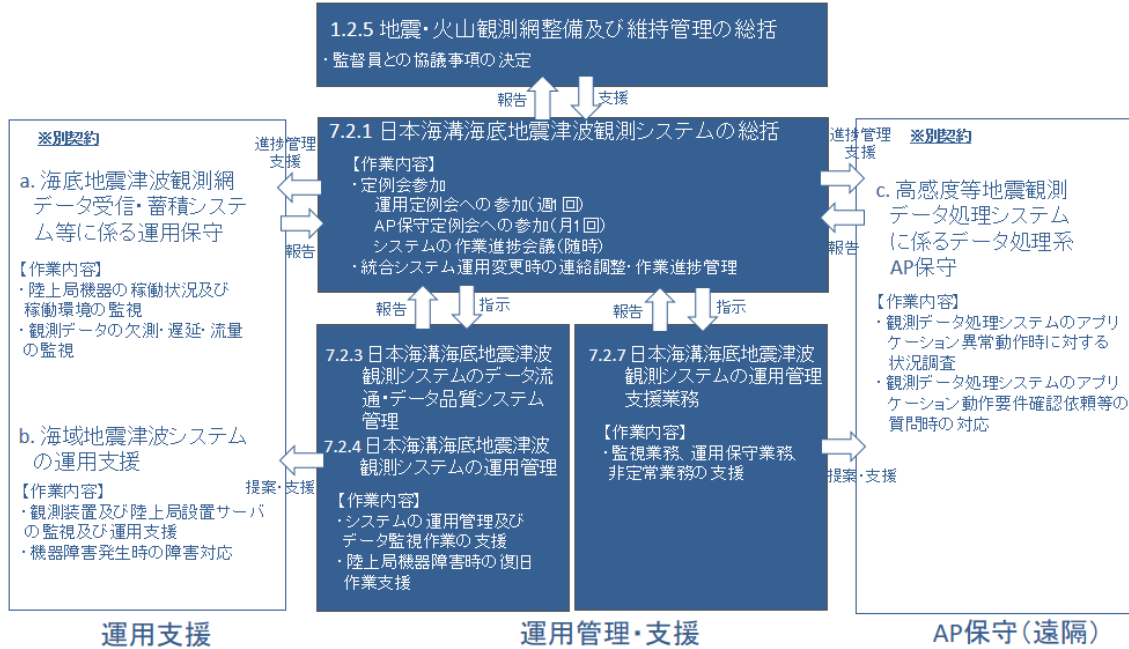 1.2.5 地震・火山観測網整備及び維持管理の総括
・監督員との協議事項の決定
報告
支援
7.2.1 日本海溝海底地震津波観測システムの総括
【作業内容】
・定例会参加
運用定例会への参加(週1回)
AP保守定例会への参加(月1回)
システムの作業進捗会議(随時)
・統合システム運用変更時の連絡調整・作業進捗管理
※別契約
a. 海底地震津波観測網
データ受信・蓄積システ
ム等に係る運用保守
【作業内容】
・陸上局機器の稼働状況及び
稼働環境の監視
・観測データの欠測・遅延・流量
の監視
b. 海域地震津波システム
の運用支援
【作業内容】
・観測装置及び陸上局設置サーバ
の監視及び運用支援
・機器障害発生時の障害対応
進捗管理
支援
報告
提案・支援
報告
指示
7.2.3 日本海溝海底地震津波
観測システムのデータ流
通・データ品質システム
管理
7.2.4 日本海溝海底地震津波
観測システムの運用管理
【作業内容】
・システムの運用管理及び
データ監視作業の支援
・陸上局機器障害時の復旧
作業支援
報告
指示
7.2.7 日本海溝海底地震津波
観測システムの運用管理
支援業務
【作業内容】
・監視業務、運用保守業務、
非定常業務の支援
進捗管理
支援
報告
提案・支援
※別契約
c. 高感度等地震観測
データ処理システム
に係るデータ処理系
AP保守
【作業内容】
・観測データ処理システムのアプリ
ケーション異常動作時に対する
状況調査
・観測データ処理システムのアプリ
ケーション動作要件確認依頼等の
質問時の対応
運用支援
運用管理・支援
AP保守(遠隔)